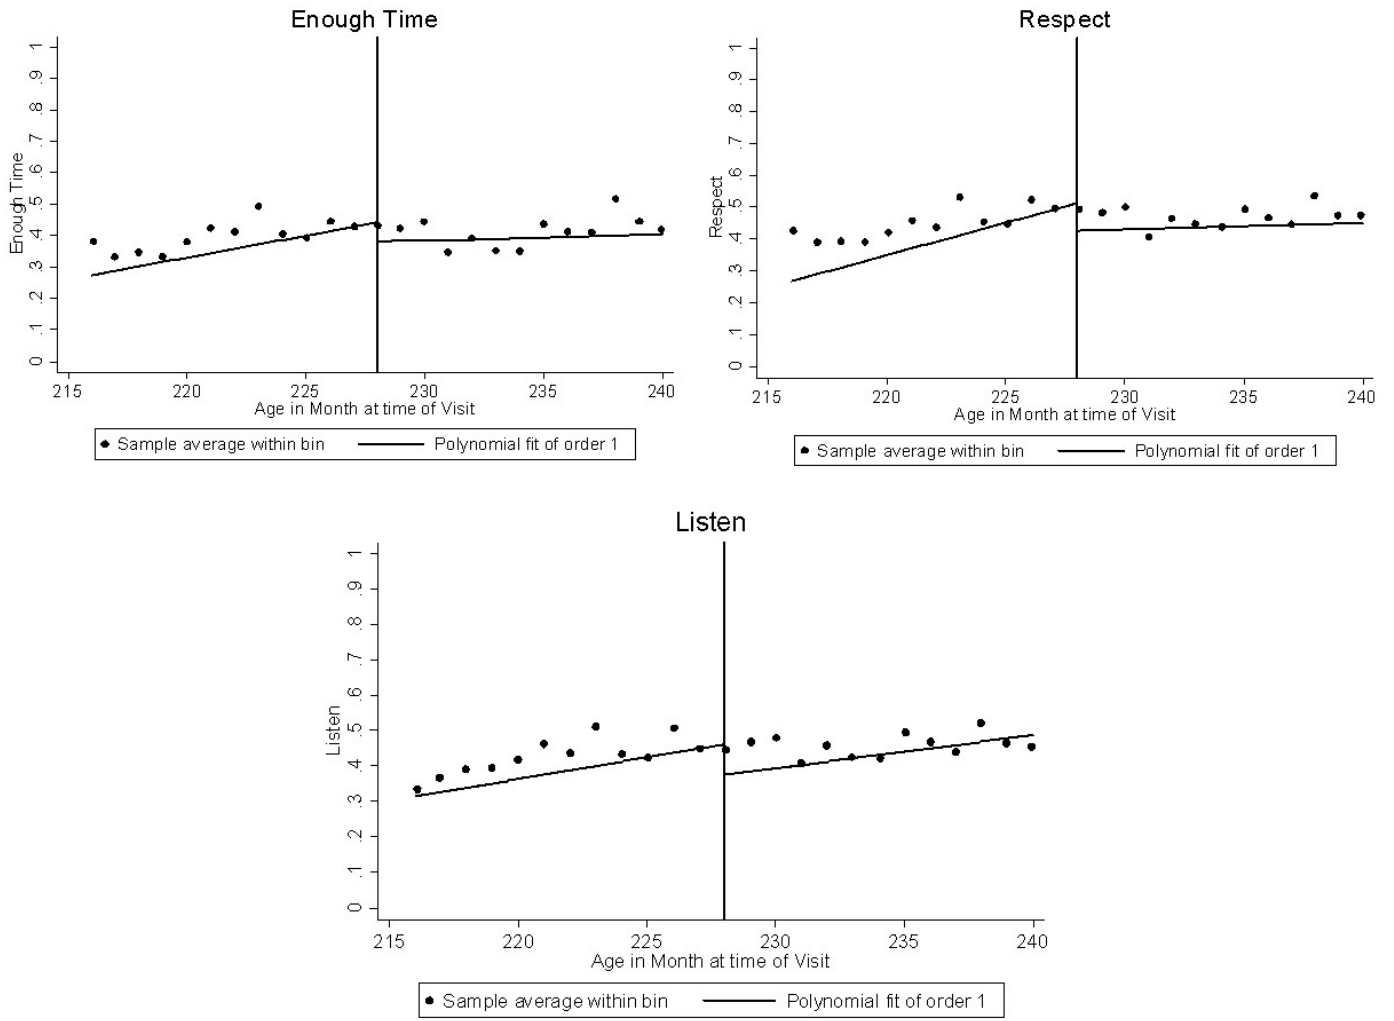 Enough Time
Enough Time
1
.9
.8
.7
.6
.5
.4
.3
.2
.1
0
215 220 225 230 235 240
Age in Month at time of Visit
Sample average within bin Polynomial fit of order 1
Respect
Respect
1
.9
.8
.7
.6
.5
.4
.3
.2
.1
0
215 220 225 230 235 240
Age in Month at time of Visit
Sample average within bin Polynomial fit of order 1
Listen
Listen
1
.9
.8
.7
.6
.5
.4
.3
.2
.1
0
215 220 225 230 235 240
Age in Month at time of Visit
Sample average within bin Polynomial fit of order 1